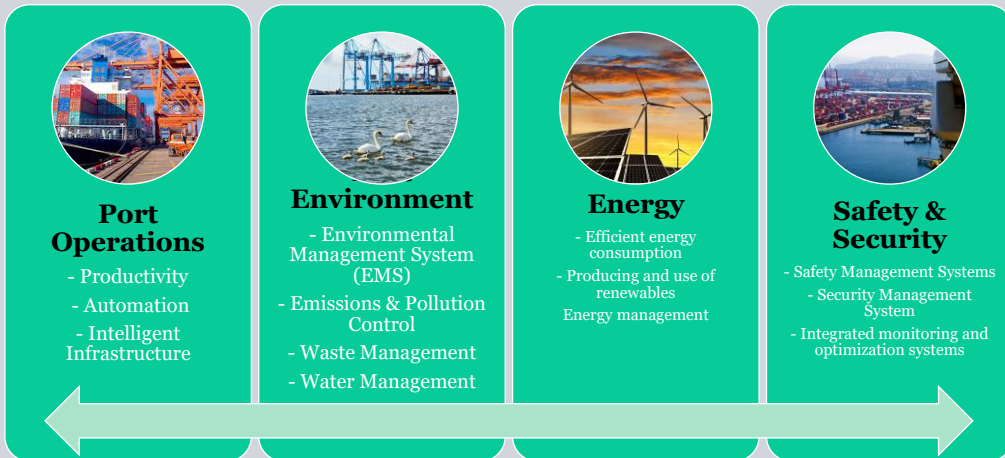 Port
Operations
- Productivity
- Automation
- Intelligent
Infrastructure
Environment
- Environmental
Management System
(EMS)
- Emissions & Pollution
Control
- Waste Management
- Water Management
Energy
- Efficient energy
consumption
- Producing and use of
renewables
Energy management
Safety &
Security
- Safety Management Systems
- Security Management
System
- Integrated monitoring and
optimization systems